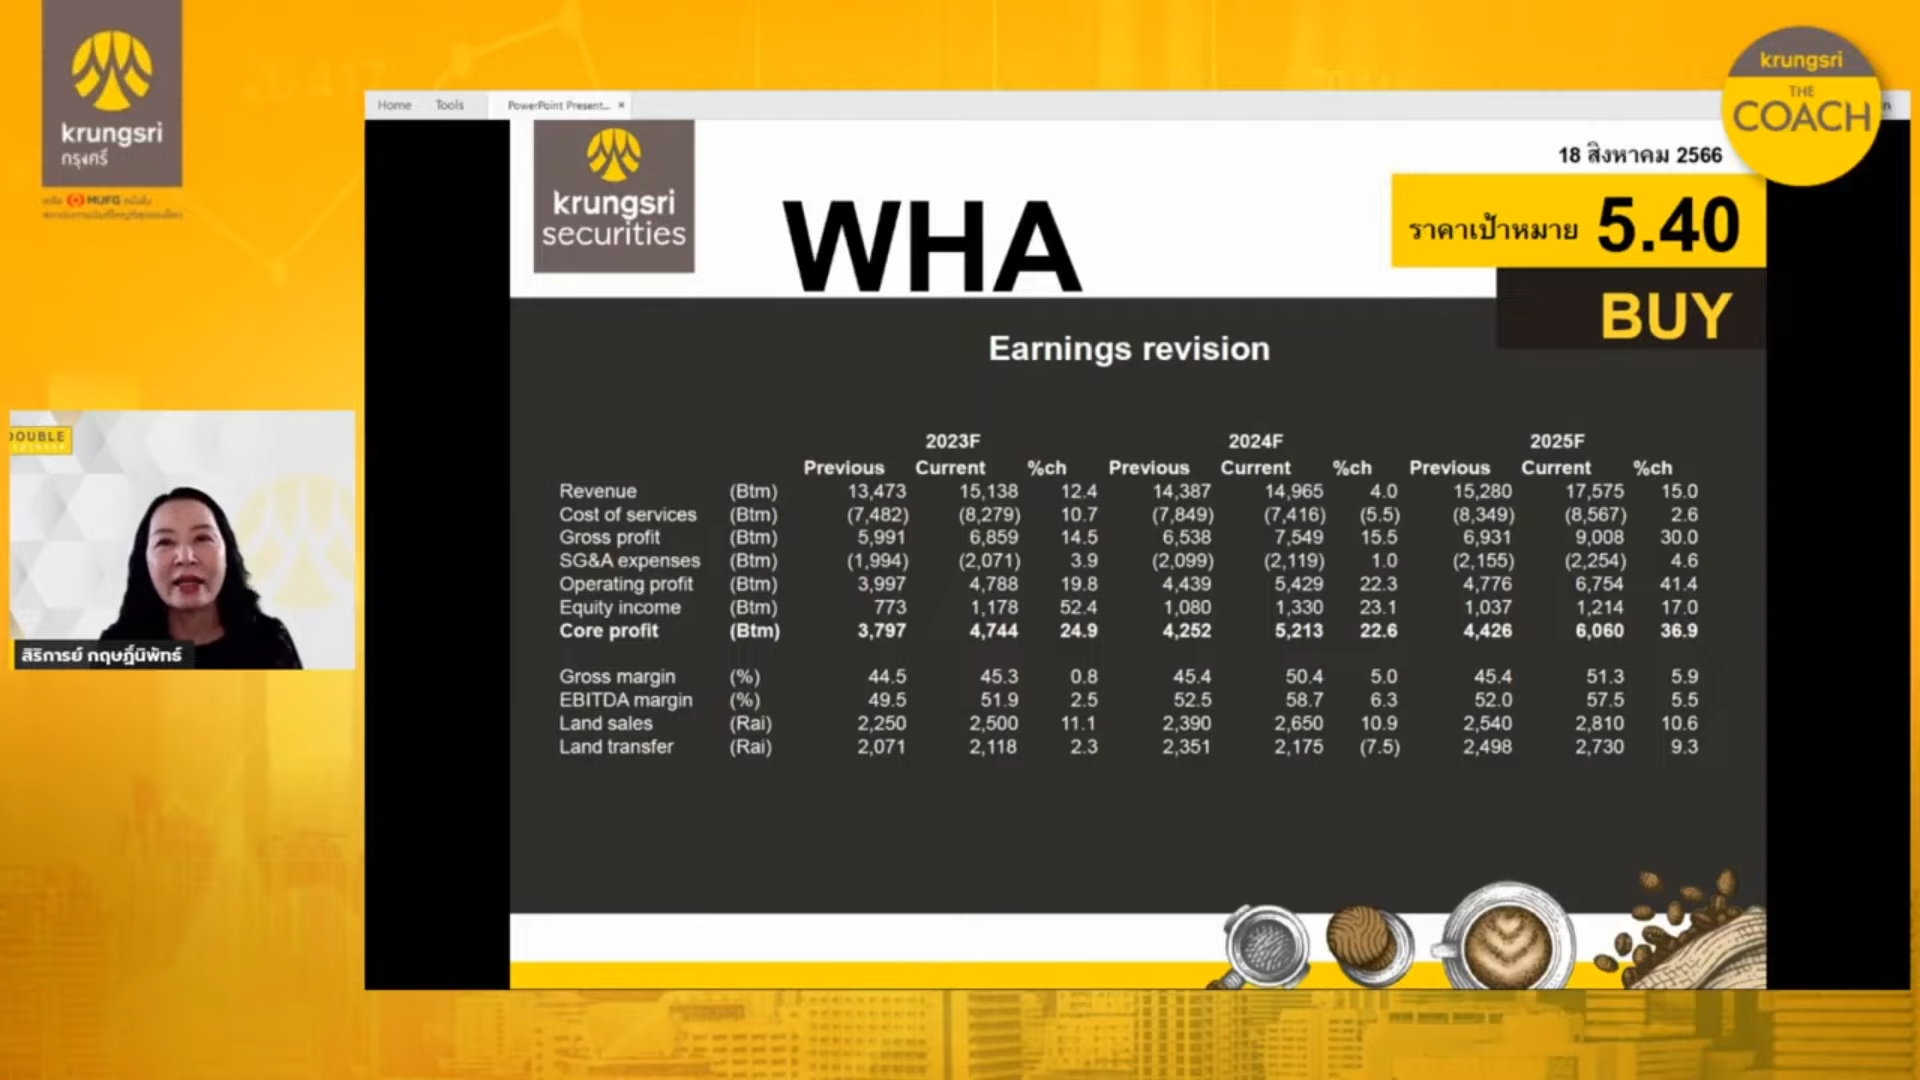 krungsri
กรุงศรี
MUFG
krungsri
THE
COACH
Home Tools PowerPoint Present... ×
krungsri
securities
WHA
18 สิงหาคม 2566
ราคาเป้าหมาย 5.40
BUY
Earnings revision
2023F 2024F 2025F
Previous Current %ch Previous Current %ch Previous Current %ch
Revenue (Btm) 13,473 15,138 12.4 14,387 14,965 4.0 15,280 17,575 15.0
Cost of services (Btm) (7,482) (8,279) 10.7 (7,849) (7,416) (5.5) (8,349) (8,567) 2.6
Gross profit (Btm) 5,991 6,859 14.5 6,538 7,549 15.5 6,931 9,008 30.0
SG&A expenses (Btm) (1,994) (2,071) 3.9 (2,099) (2,119) 1.0 (2,155) (2,254) 4.6
Operating profit (Btm) 3,997 4,788 19.8 4,439 5,429 22.3 4,776 6,754 41.4
Equity income (Btm) 773 1,178 52.4 1,080 1,330 23.1 1,037 1,214 17.0
Core profit (Btm) 3,797 4,744 24.9 4,252 5,213 22.6 4,426 6,060 36.9
Gross margin (%) 44.5 45.3 0.8 45.4 50.4 5.0 45.4 51.3 5.9
EBITDA margin (%) 49.5 51.9 2.5 52.5 58.7 6.3 52.0 57.5 5.5
Land sales (Rai) 2,250 2,500 11.1 2,390 2,650 10.9 2,540 2,810 10.6
Land transfer (Rai) 2,071 2,118 2.3 2,351 2,175 (7.5) 2,498 2,730 9.3
DOUBLE
สิริการย์ กฤษฎิ์นิพัทธ์